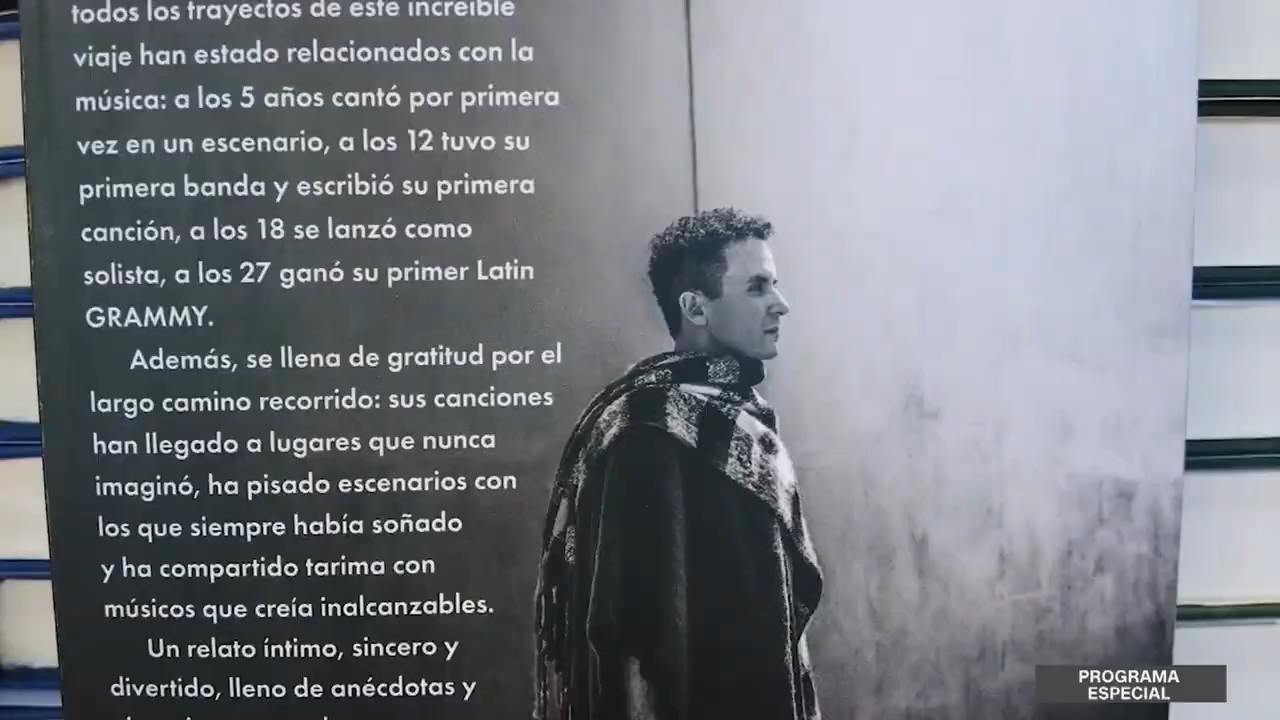 todos los trayectos de este increíble
viaje han estado relacionados con la
música: a los 5 años cantó por primera
vez en un escenario, a los 12 tuvo su
primera banda y escribió su primera
canción, a los 18 se lanzó como
solista, a los 27 ganó su primer Latin
GRAMMY.
Además, se llena de gratitud por el
largo camino recorrido: sus canciones
han llegado a lugares que nunca
imaginó, ha pisado escenarios con
los que siempre había soñado
y ha compartido tarima con
músicos que creía inalcanzables.
Un relato íntimo, sincero y
divertido, lleno de anécdotas y
PROGRAMA
ESPECIAL